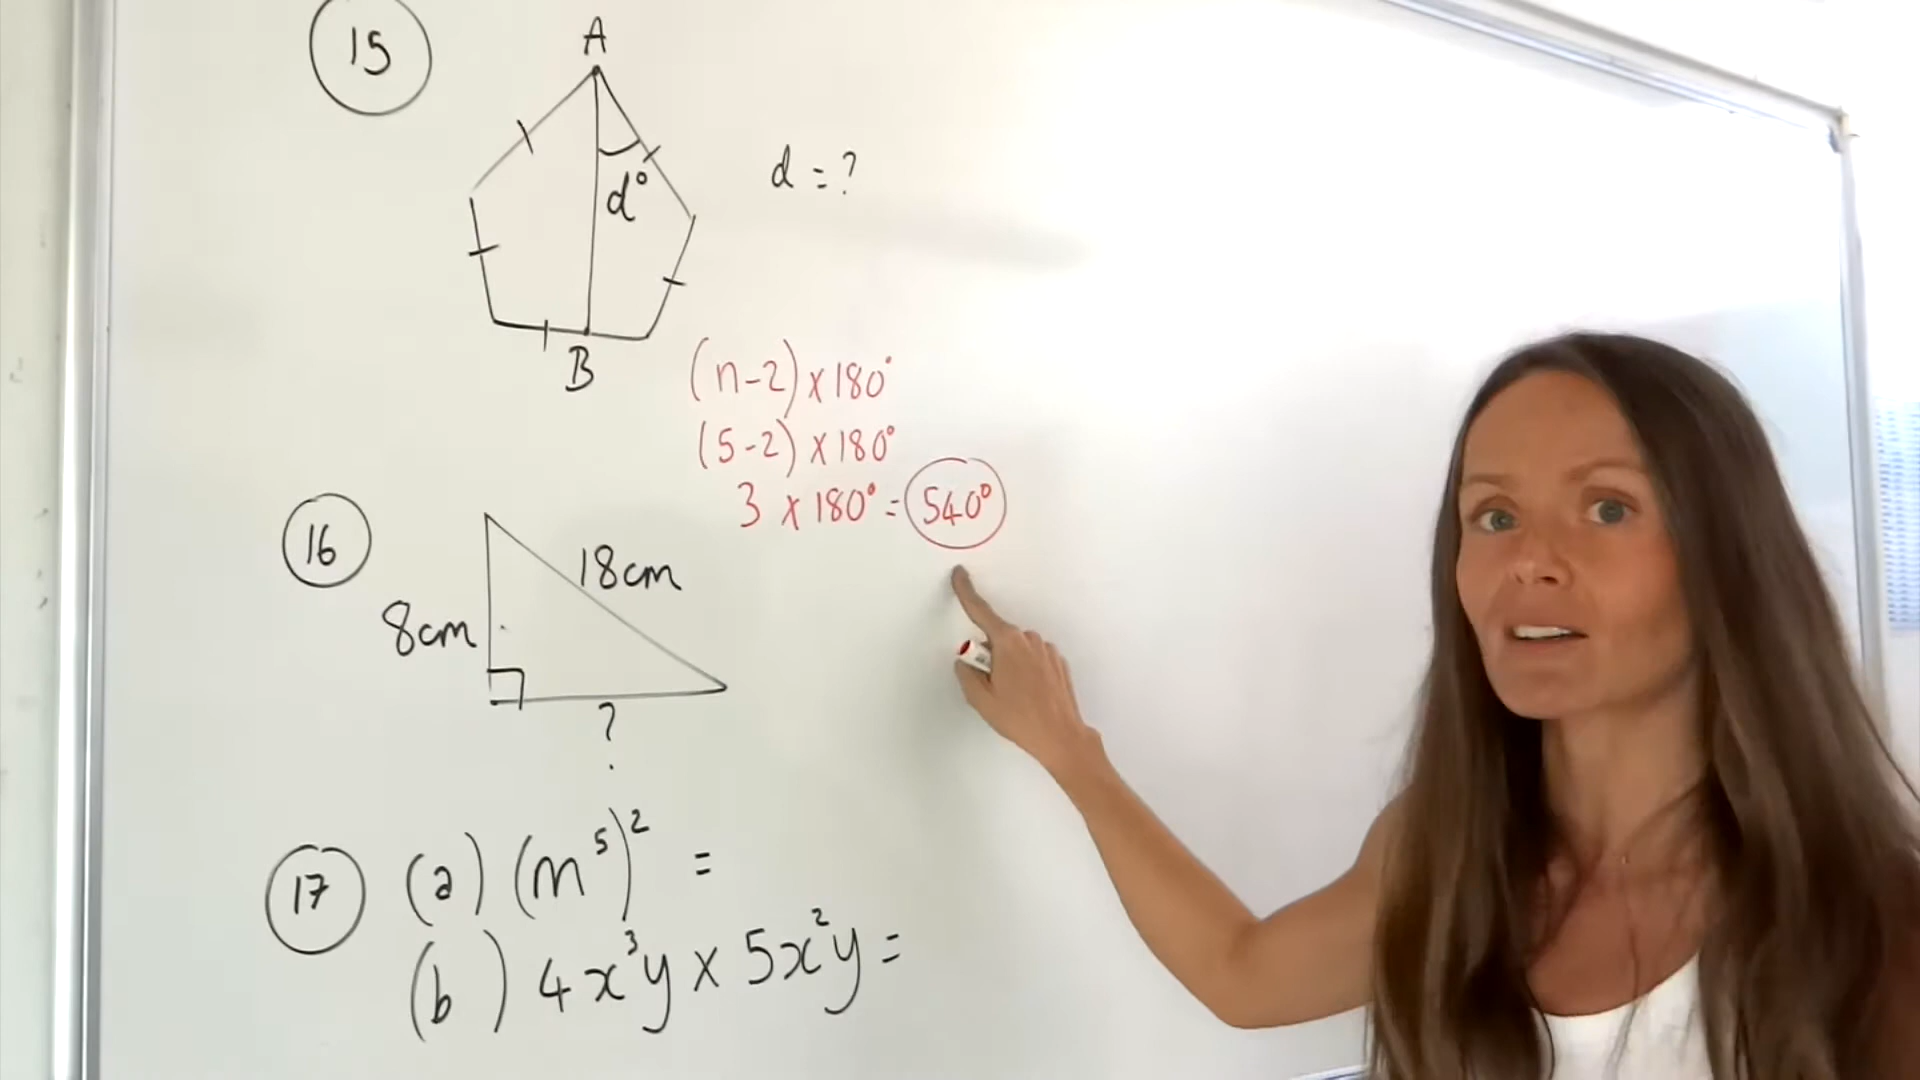 15
A
d°
d = ?
B
(n-2) x 180°
(5-2) x 180°
3 x 180° = 540°
16
18cm
8cm
?
17 (a) (m⁵)² =
(b) 4x³y x 5x²y =